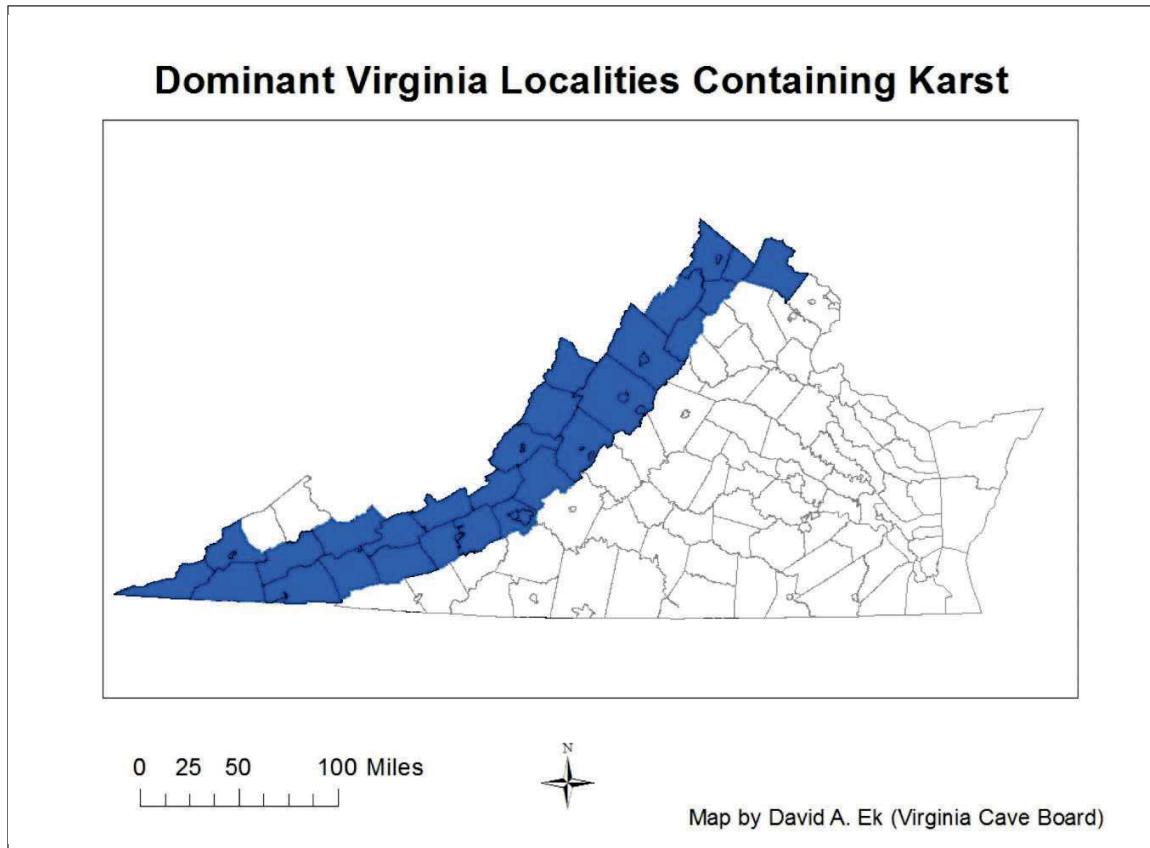 Dominant Virginia Localities Containing Karst
0 25 50 100 Miles
N
Map by David A. Ek (Virginia Cave Board)